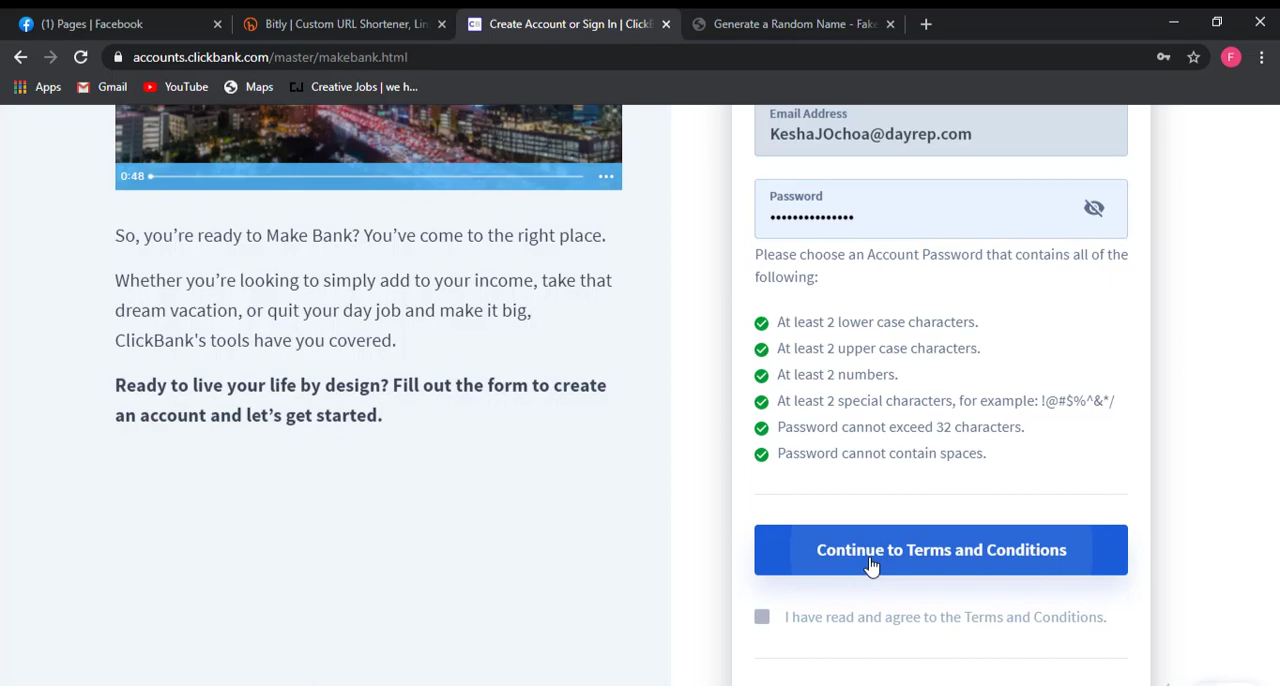 (1) Pages | Facebook
Bitly | Custom URL Shortener, Lin
Create Account or Sign In | ClickB
Generate a Random Name - Fake
accounts.clickbank.com/master/makebank.html
F
Apps
Gmail
YouTube
Maps
CJ
Creative Jobs | we h...
0:48
So, you’re ready to Make Bank? You’ve come to the right place.
Whether you’re looking to simply add to your income, take that
dream vacation, or quit your day job and make it big,
ClickBank's tools have you covered.
Ready to live your life by design? Fill out the form to create
an account and let’s get started.
Email Address
KeshaJOchoa@dayrep.com
Password
•••••••••••••••
Please choose an Account Password that contains all of the
following:
At least 2 lower case characters.
At least 2 upper case characters.
At least 2 numbers.
At least 2 special characters, for example: !@#$%^&*/
Password cannot exceed 32 characters.
Password cannot contain spaces.
Continue to Terms and Conditions
I have read and agree to the Terms and Conditions.